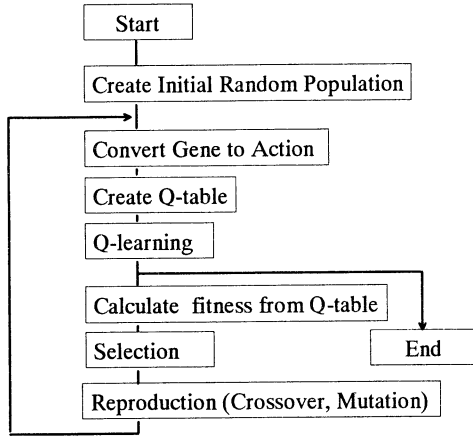 Start
Create Initial Random Population
Convert Gene to Action
Create Q-table
Q-learning
Calculate fitness from Q-table
Selection
End
Reproduction (Crossover, Mutation)